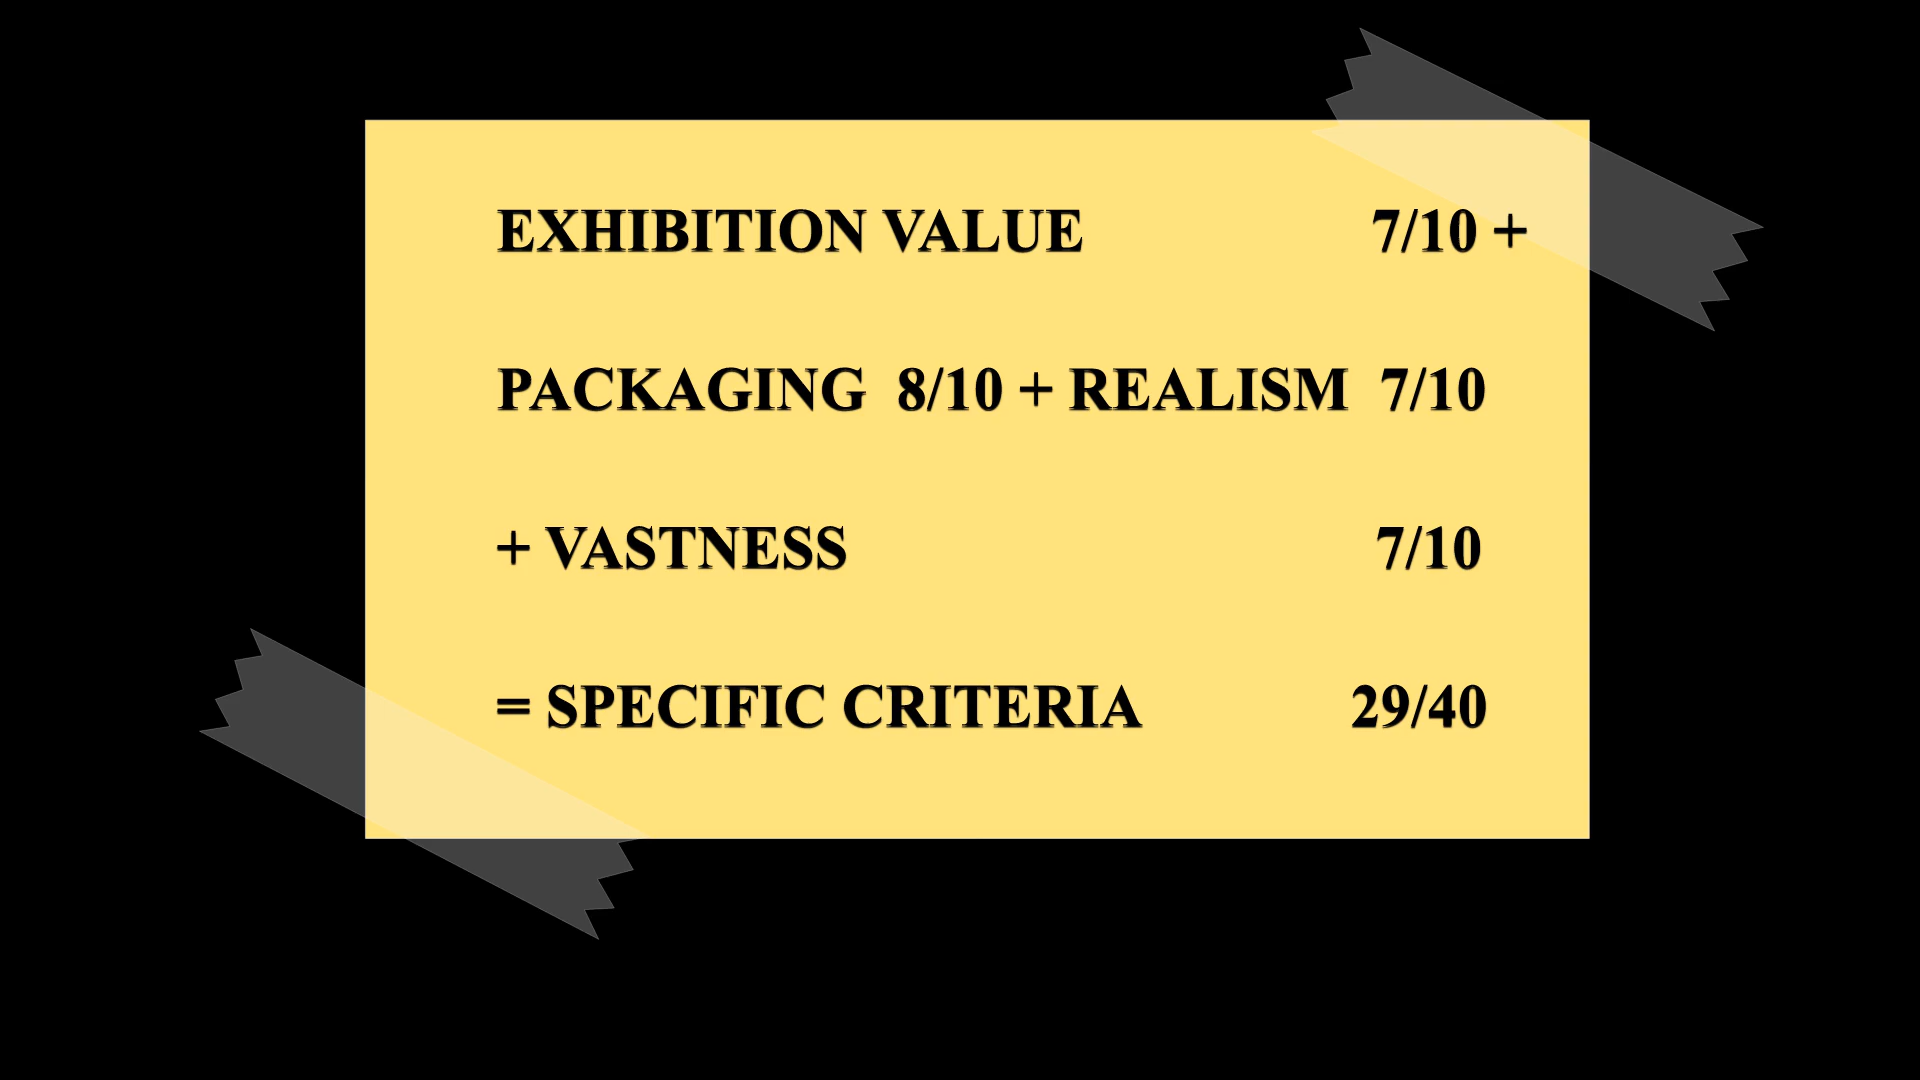 EXHIBITION VALUE 7/10 +
PACKAGING 8/10 + REALISM 7/10
+ VASTNESS 7/10
= SPECIFIC CRITERIA 29/40